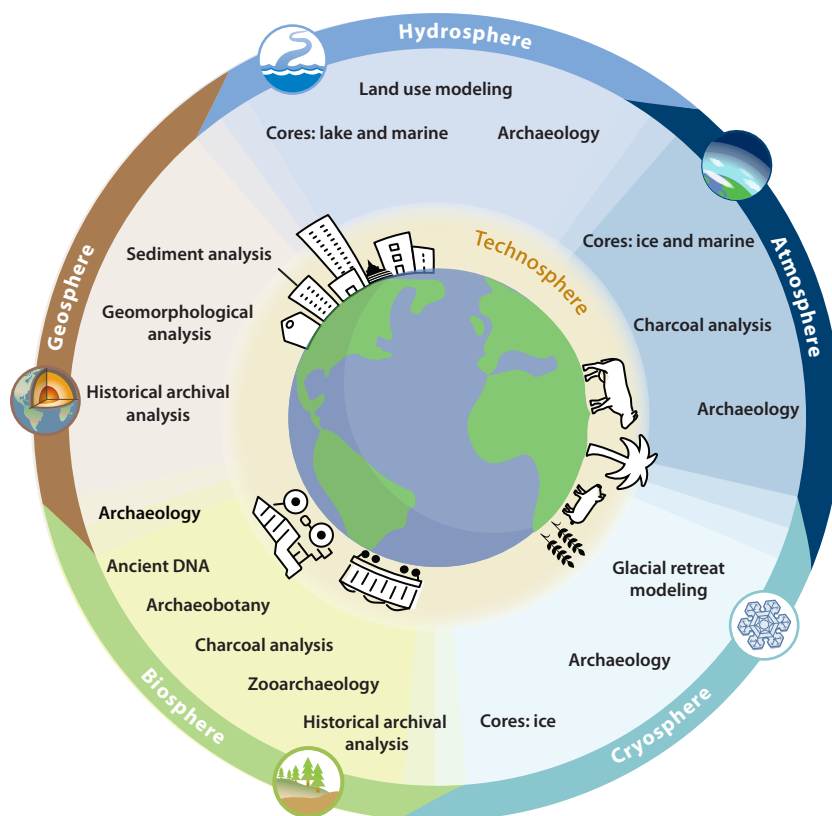 Hydrosphere
Land use modeling
Cores: lake and marine
Archaeology
Atmosphere
Cores: ice and marine
Charcoal analysis
Archaeology
Technosphere
Geosphere
Sediment analysis
Geomorphological
analysis
Historical archival
analysis
Archaeology
Ancient DNA
Archaeobotany
Charcoal analysis
Zooarchaeology
Historical archival
analysis
Biosphere
Glacial retreat
modeling
Archaeology
Cores: ice
Cryosphere